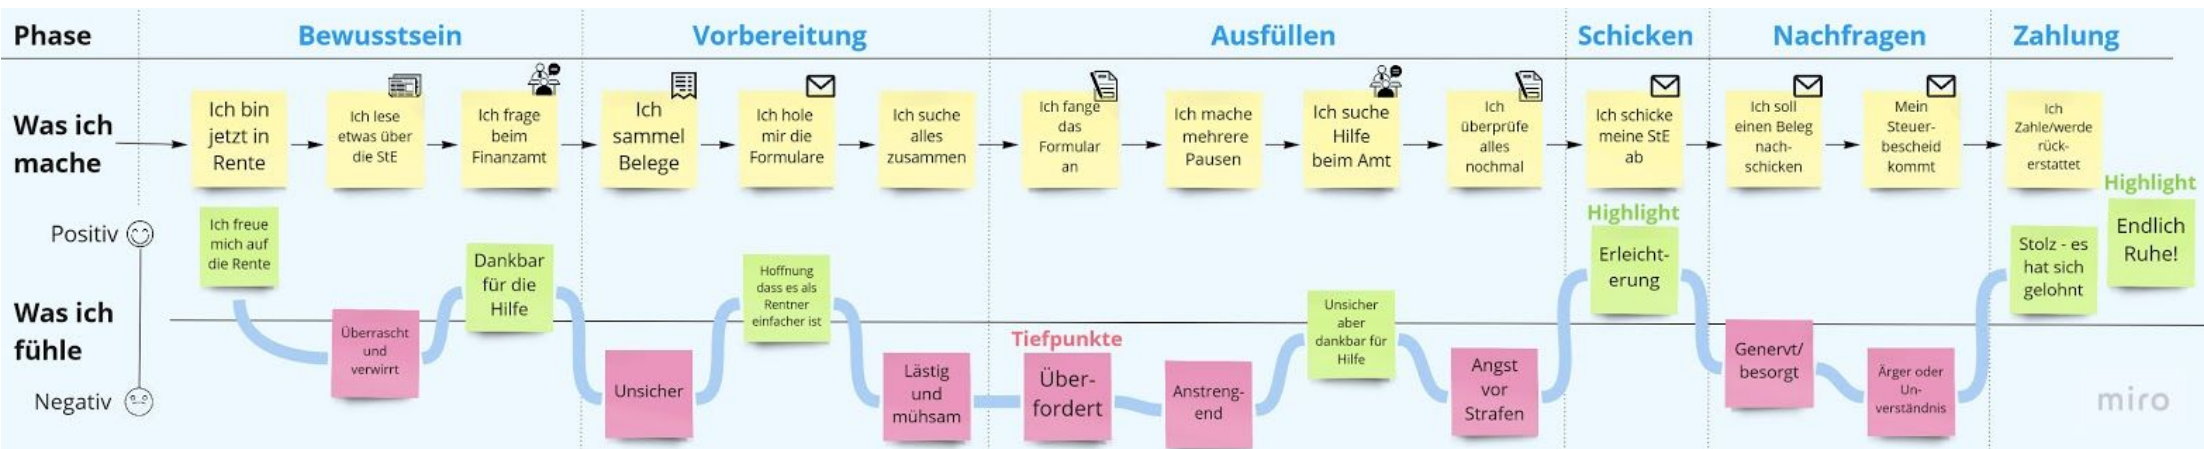 Phase
Bewusstsein
Vorbereitung
Ausfüllen
Schicken
Nachfragen
Zahlung
Was ich
mache
Ich bin
jetzt in
Rente
Ich lese
etwas über
die StE
Ich frage
beim
Finanzamt
Ich
sammel
Belege
Ich hole
mir die
Formulare
Ich suche
alles
zusammen
Ich fange
das
Formular
an
Ich mache
mehrere
Pausen
Ich suche
Hilfe
beim Amt
Ich
überprüfe
alles
nochmal
Ich schicke
meine StE
ab
Ich soll
einen Beleg
nach-
schicken
Mein
Steuer-
bescheid
kommt
Ich
Zahle/werde
rück-
erstattet
Positiv
Was ich
fühle
Negativ
Ich freue
mich auf
die Rente
Überrascht
und
verwirrt
Dankbar
für die
Hilfe
Unsicher
Hoffnung
dass es als
Rentner
einfacher ist
Lästig
und
mühsam
Tiefpunkte
Über-
fordert
Anstreng-
end
Unsicher
aber
dankbar für
Hilfe
Angst
vor
Strafen
Highlight
Erleicht-
erung
Genervt/
besorgt
Ärger oder
Un-
verständnis
Stolz - es
hat sich
gelohnt
Highlight
Endlich
Ruhe!
miro